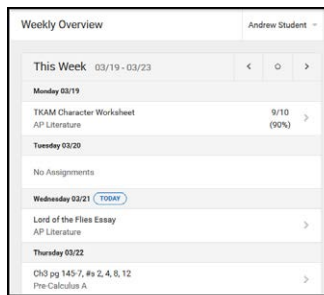 Weekly Overview
Andrew Student
This Week 03/19 - 03/23
Monday 03/19
TKAM Character Worksheet 9/10
AP Literature (90%)
Tuesday 03/20
No Assignments
Wednesday 03/21 TODAY
Lord of the Flies Essay
AP Literature
Thursday 03/22
Ch3 pg 145-7, #s 2, 4, 8, 12
Pre-Calculus A